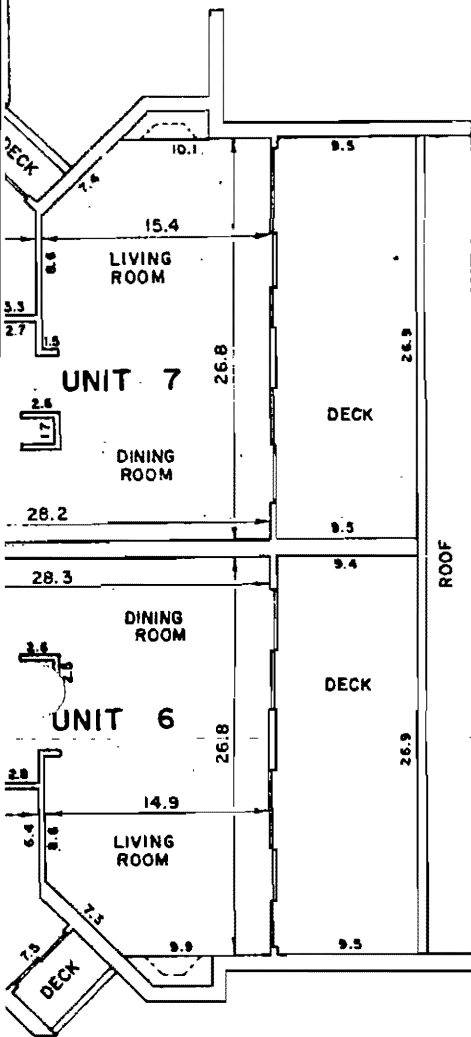 DECK
7.4
10.1
9.5
15.4
8.6
LIVING
ROOM
3.3
2.7
1.5
26.8
26.9
UNIT 7
2.6
1.7
DECK
DINING
ROOM
28.2
9.5
28.3
9.4
ROOF
DINING
ROOM
2.6
DECK
UNIT 6
26.8
26.9
2.8
14.9
6.4
8.6
LIVING
ROOM
7.3
7.5
9.9
9.5
DECK